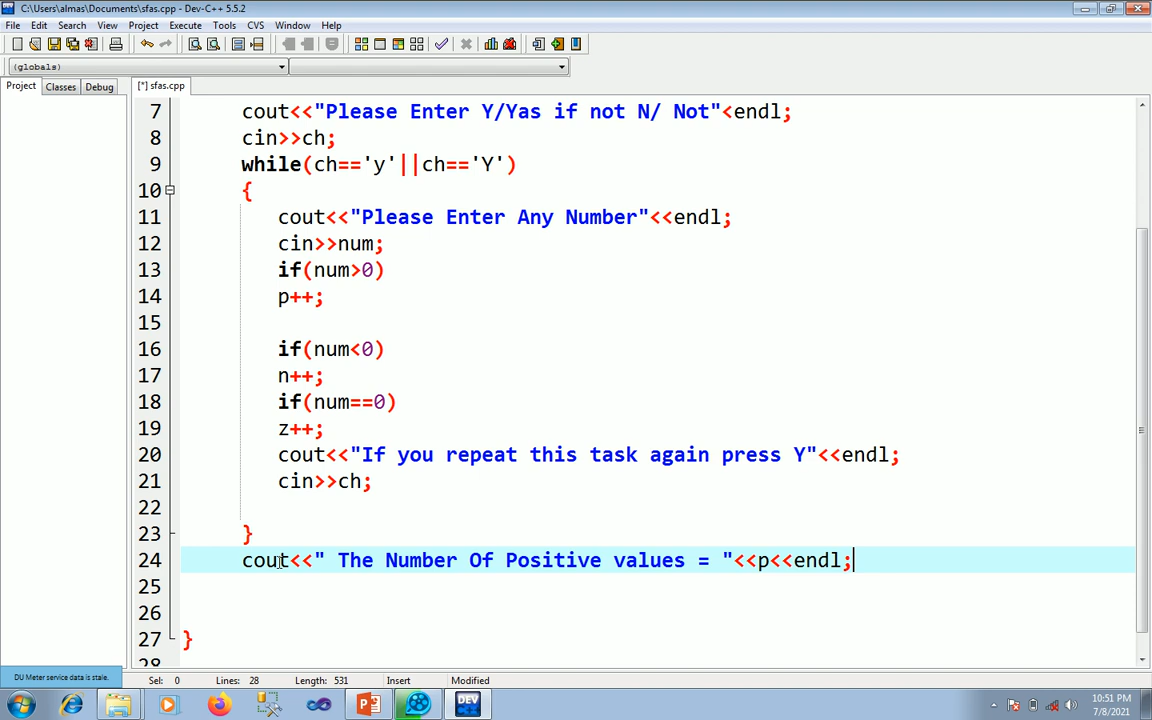 C:\Users\almas\Documents\sfas.cpp - Dev-C++ 5.5.2
File Edit Search View Project Execute Tools CVS Window Help
(globals)
Project Classes Debug [*] sfas.cpp
7 cout<<"Please Enter Y/Yas if not N/ Not"<endl;
8 cin>>ch;
9 while(ch=='y'||ch=='Y')
10 {
11 cout<<"Please Enter Any Number"<<endl;
12 cin>>num;
13 if(num>0)
14 p++;
15
16 if(num<0)
17 n++;
18 if(num==0)
19 z++;
20 cout<<"If you repeat this task again press Y"<<endl;
21 cin>>ch;
22
23 }
24 cout<<" The Number Of Positive values = "<<p<<endl;
25
26
27 }
28
DU Meter service data is stale.
Sel: 0 Lines: 28 Length: 531 Insert Modified
DEV
10:51 PM
7/8/2021